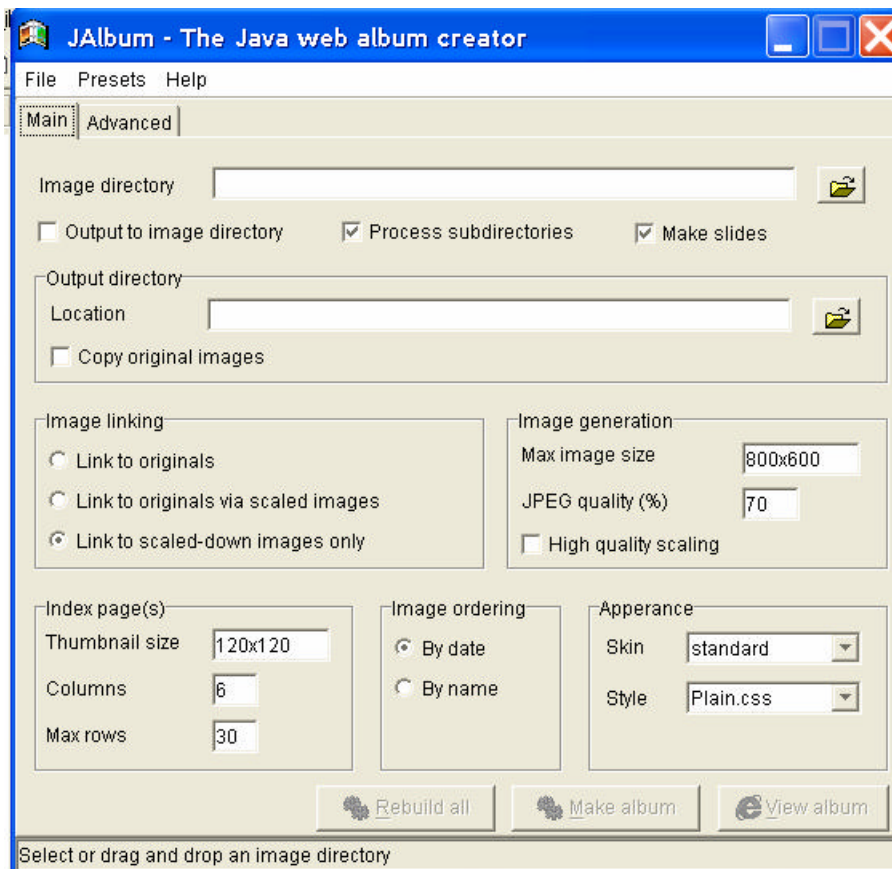 JAlbum - The Java web album creator
File Presets Help
Main Advanced
Image directory
Output to image directory Process subdirectories Make slides
Output directory
Location
Copy original images
Image linking
Link to originals
Link to originals via scaled images
Link to scaled-down images only
Image generation
Max image size 800x600
JPEG quality (%) 70
High quality scaling
Index page(s)
Thumbnail size 120x120
Columns 6
Max rows 30
Image ordering
By date
By name
Apperance
Skin standard
Style Plain.css
Rebuild all Make album View album
Select or drag and drop an image directory